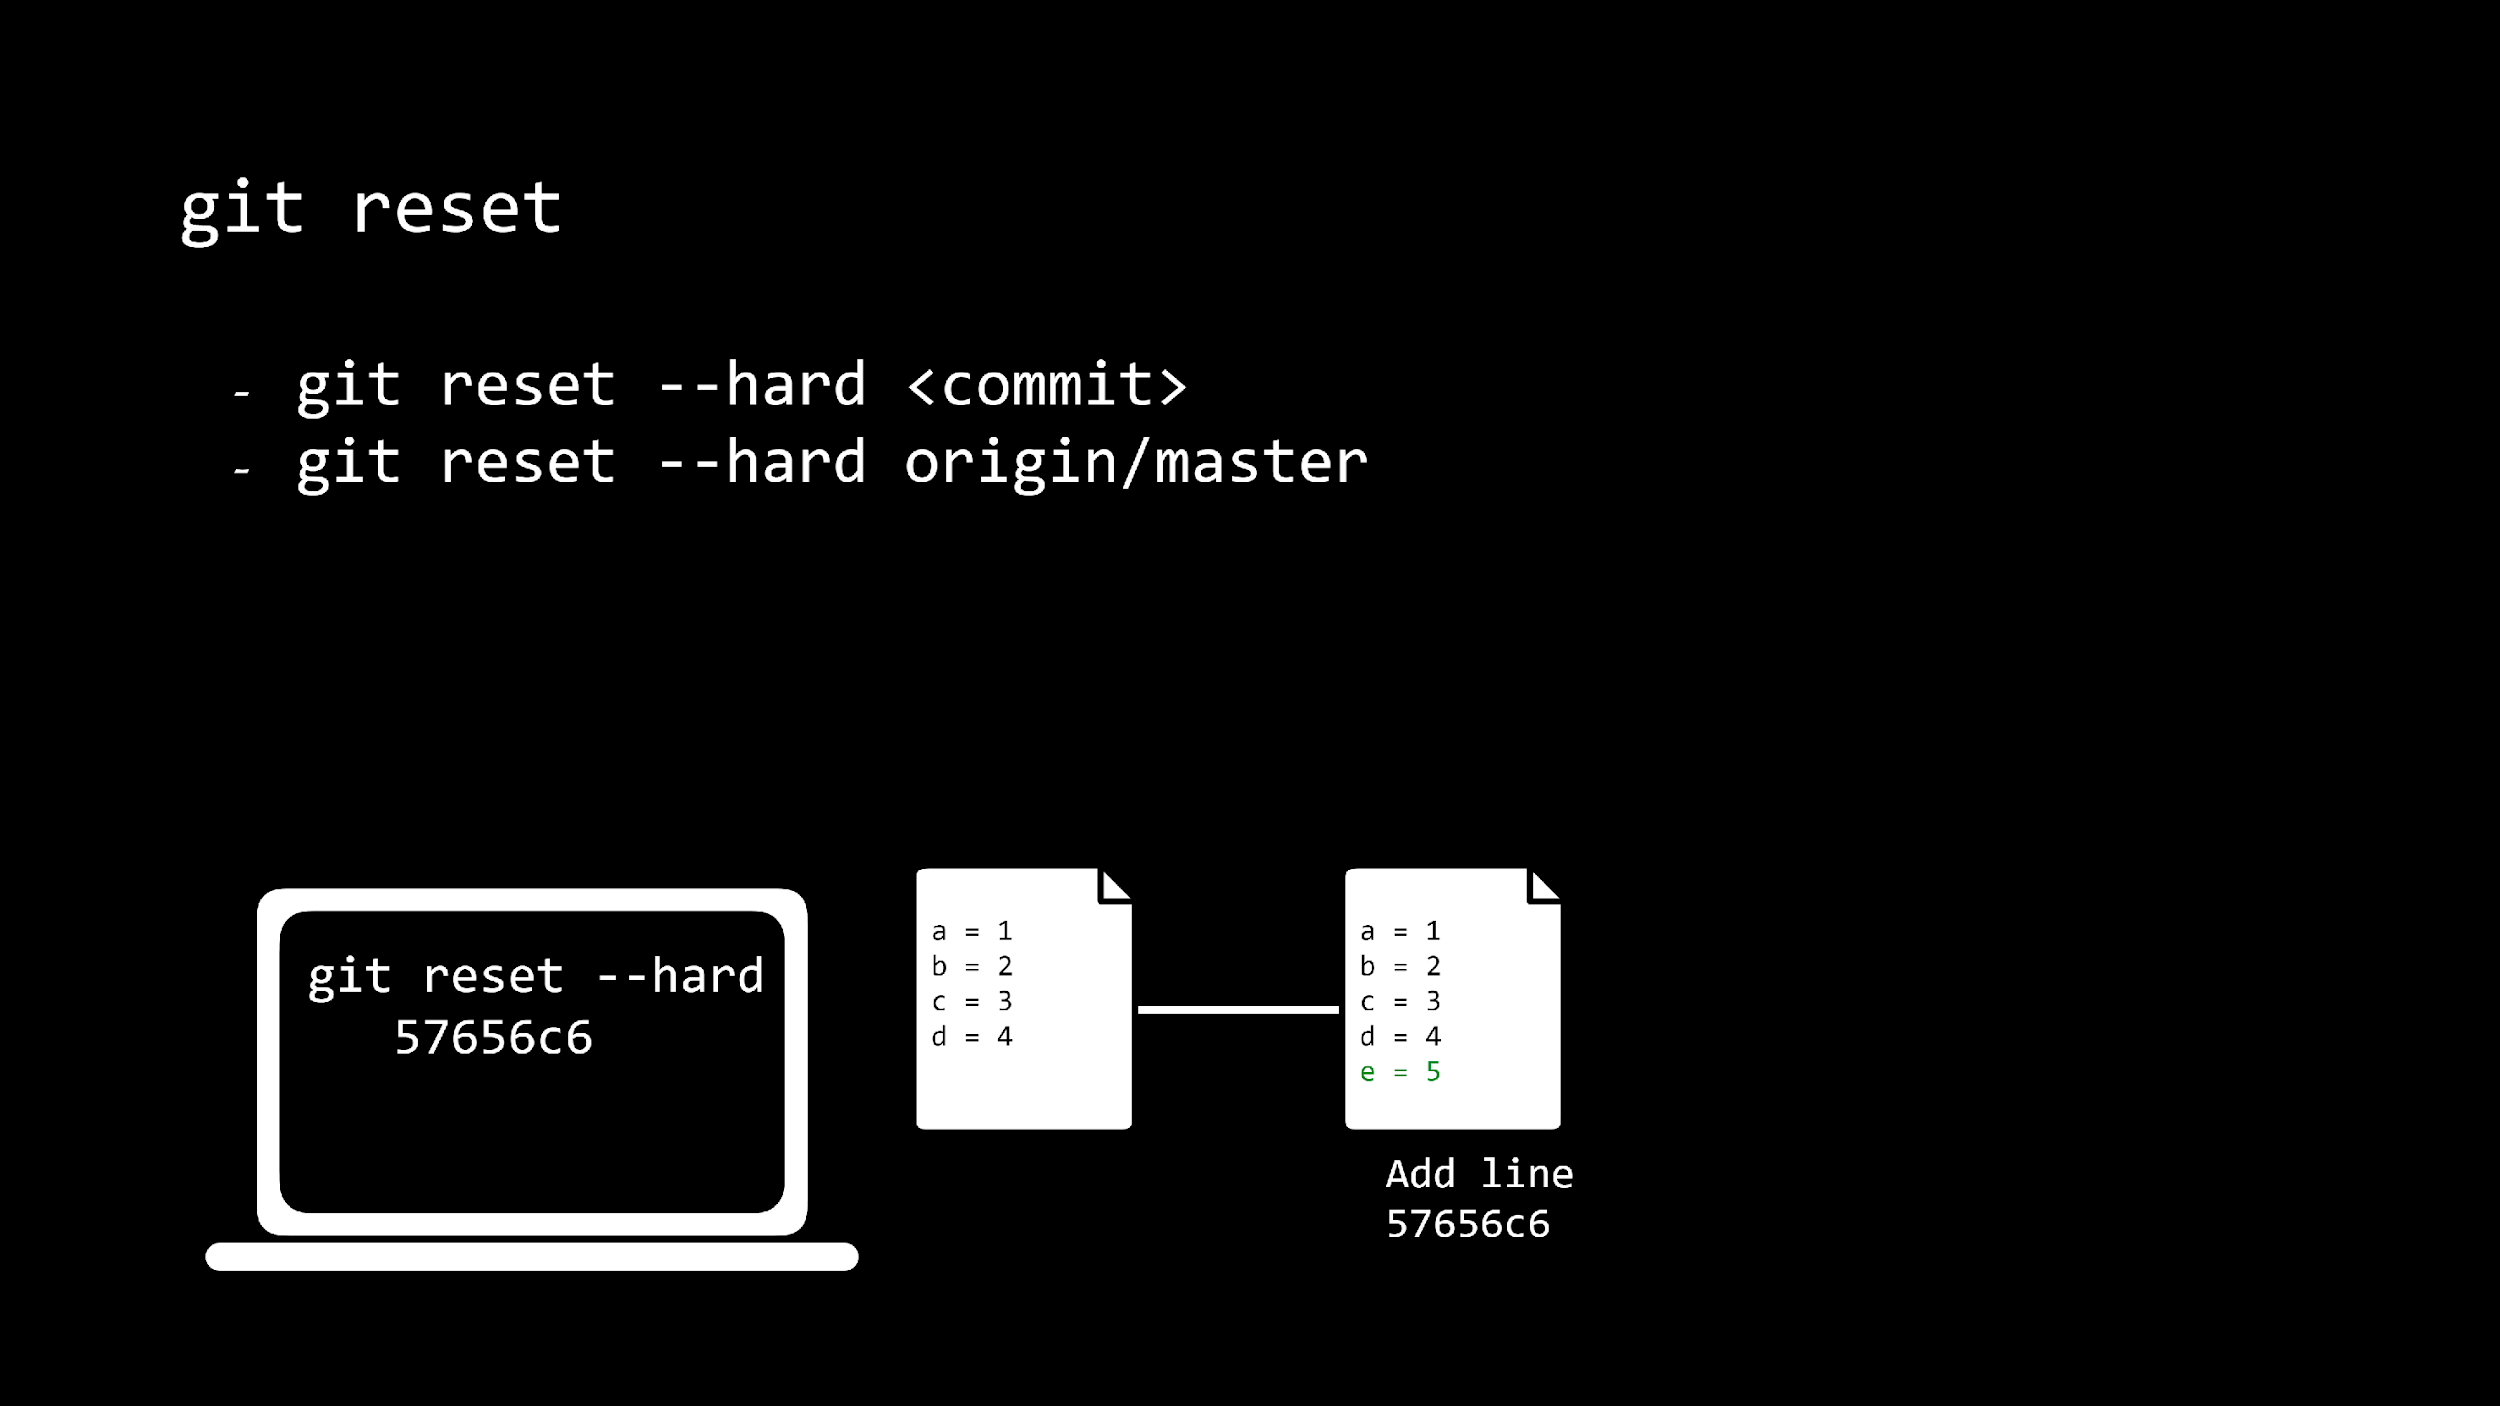 git reset
- git reset --hard <commit>
- git reset --hard origin/master
git reset --hard
57656c6
a = 1
b = 2
c = 3
d = 4
a = 1
b = 2
c = 3
d = 4
e = 5
Add line
57656c6